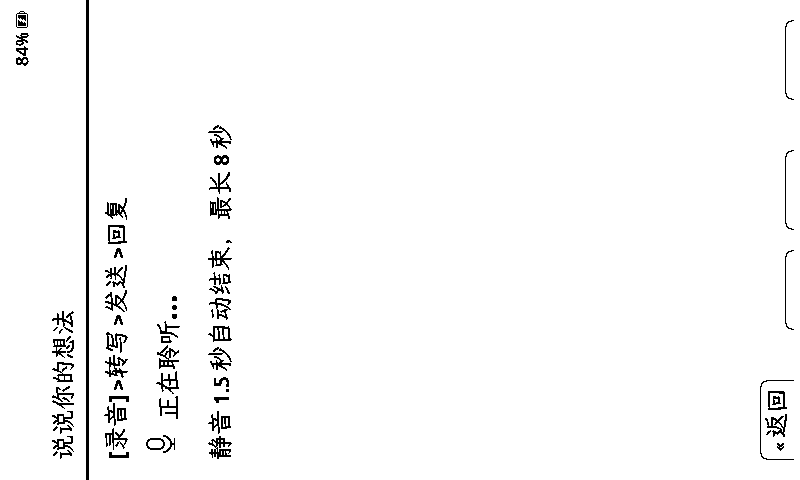 84%
说说你的想法
[录音] >转写 >发送 >回复
正在聆听...
静音 1.5 秒自动结束，最长 8 秒
« 返回